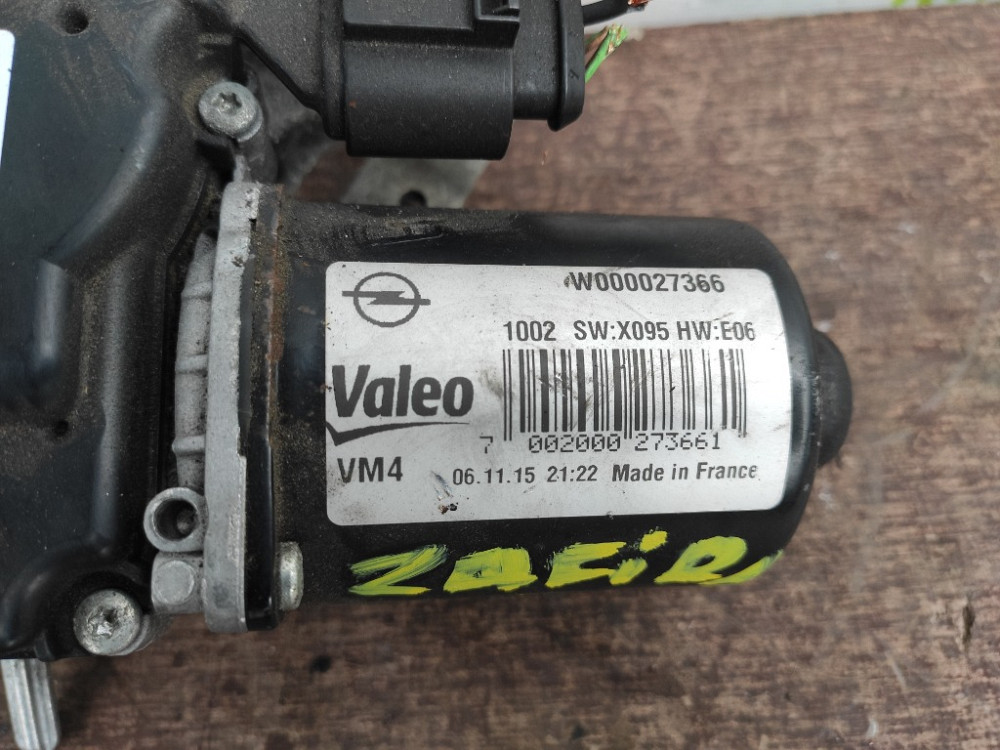 W000027366
1002 SW:X095 HW:E06
Valeo
7 002000 273661
VM4
06.11.15 21:22 Made in France
ZAFiRA